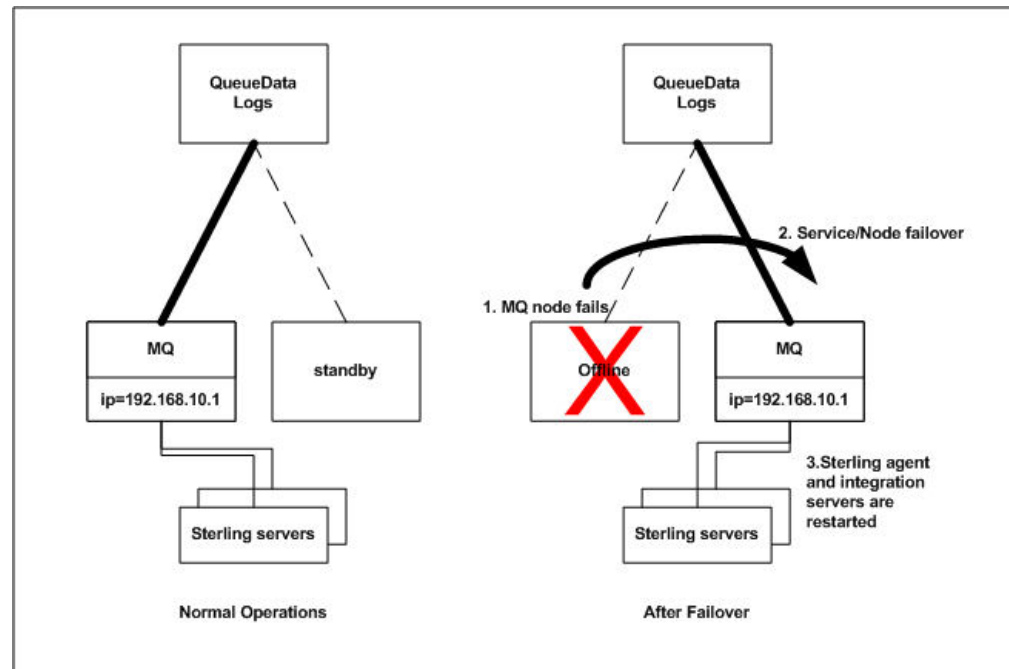 QueueData
Logs
MQ
ip=192.168.10.1
standby
Sterling servers
Normal Operations
QueueData
Logs
2. Service/Node failover
1. MQ node fails
Offline
MQ
ip=192.168.10.1
3.Sterling agent
and integration
servers are
restarted
Sterling servers
After Failover